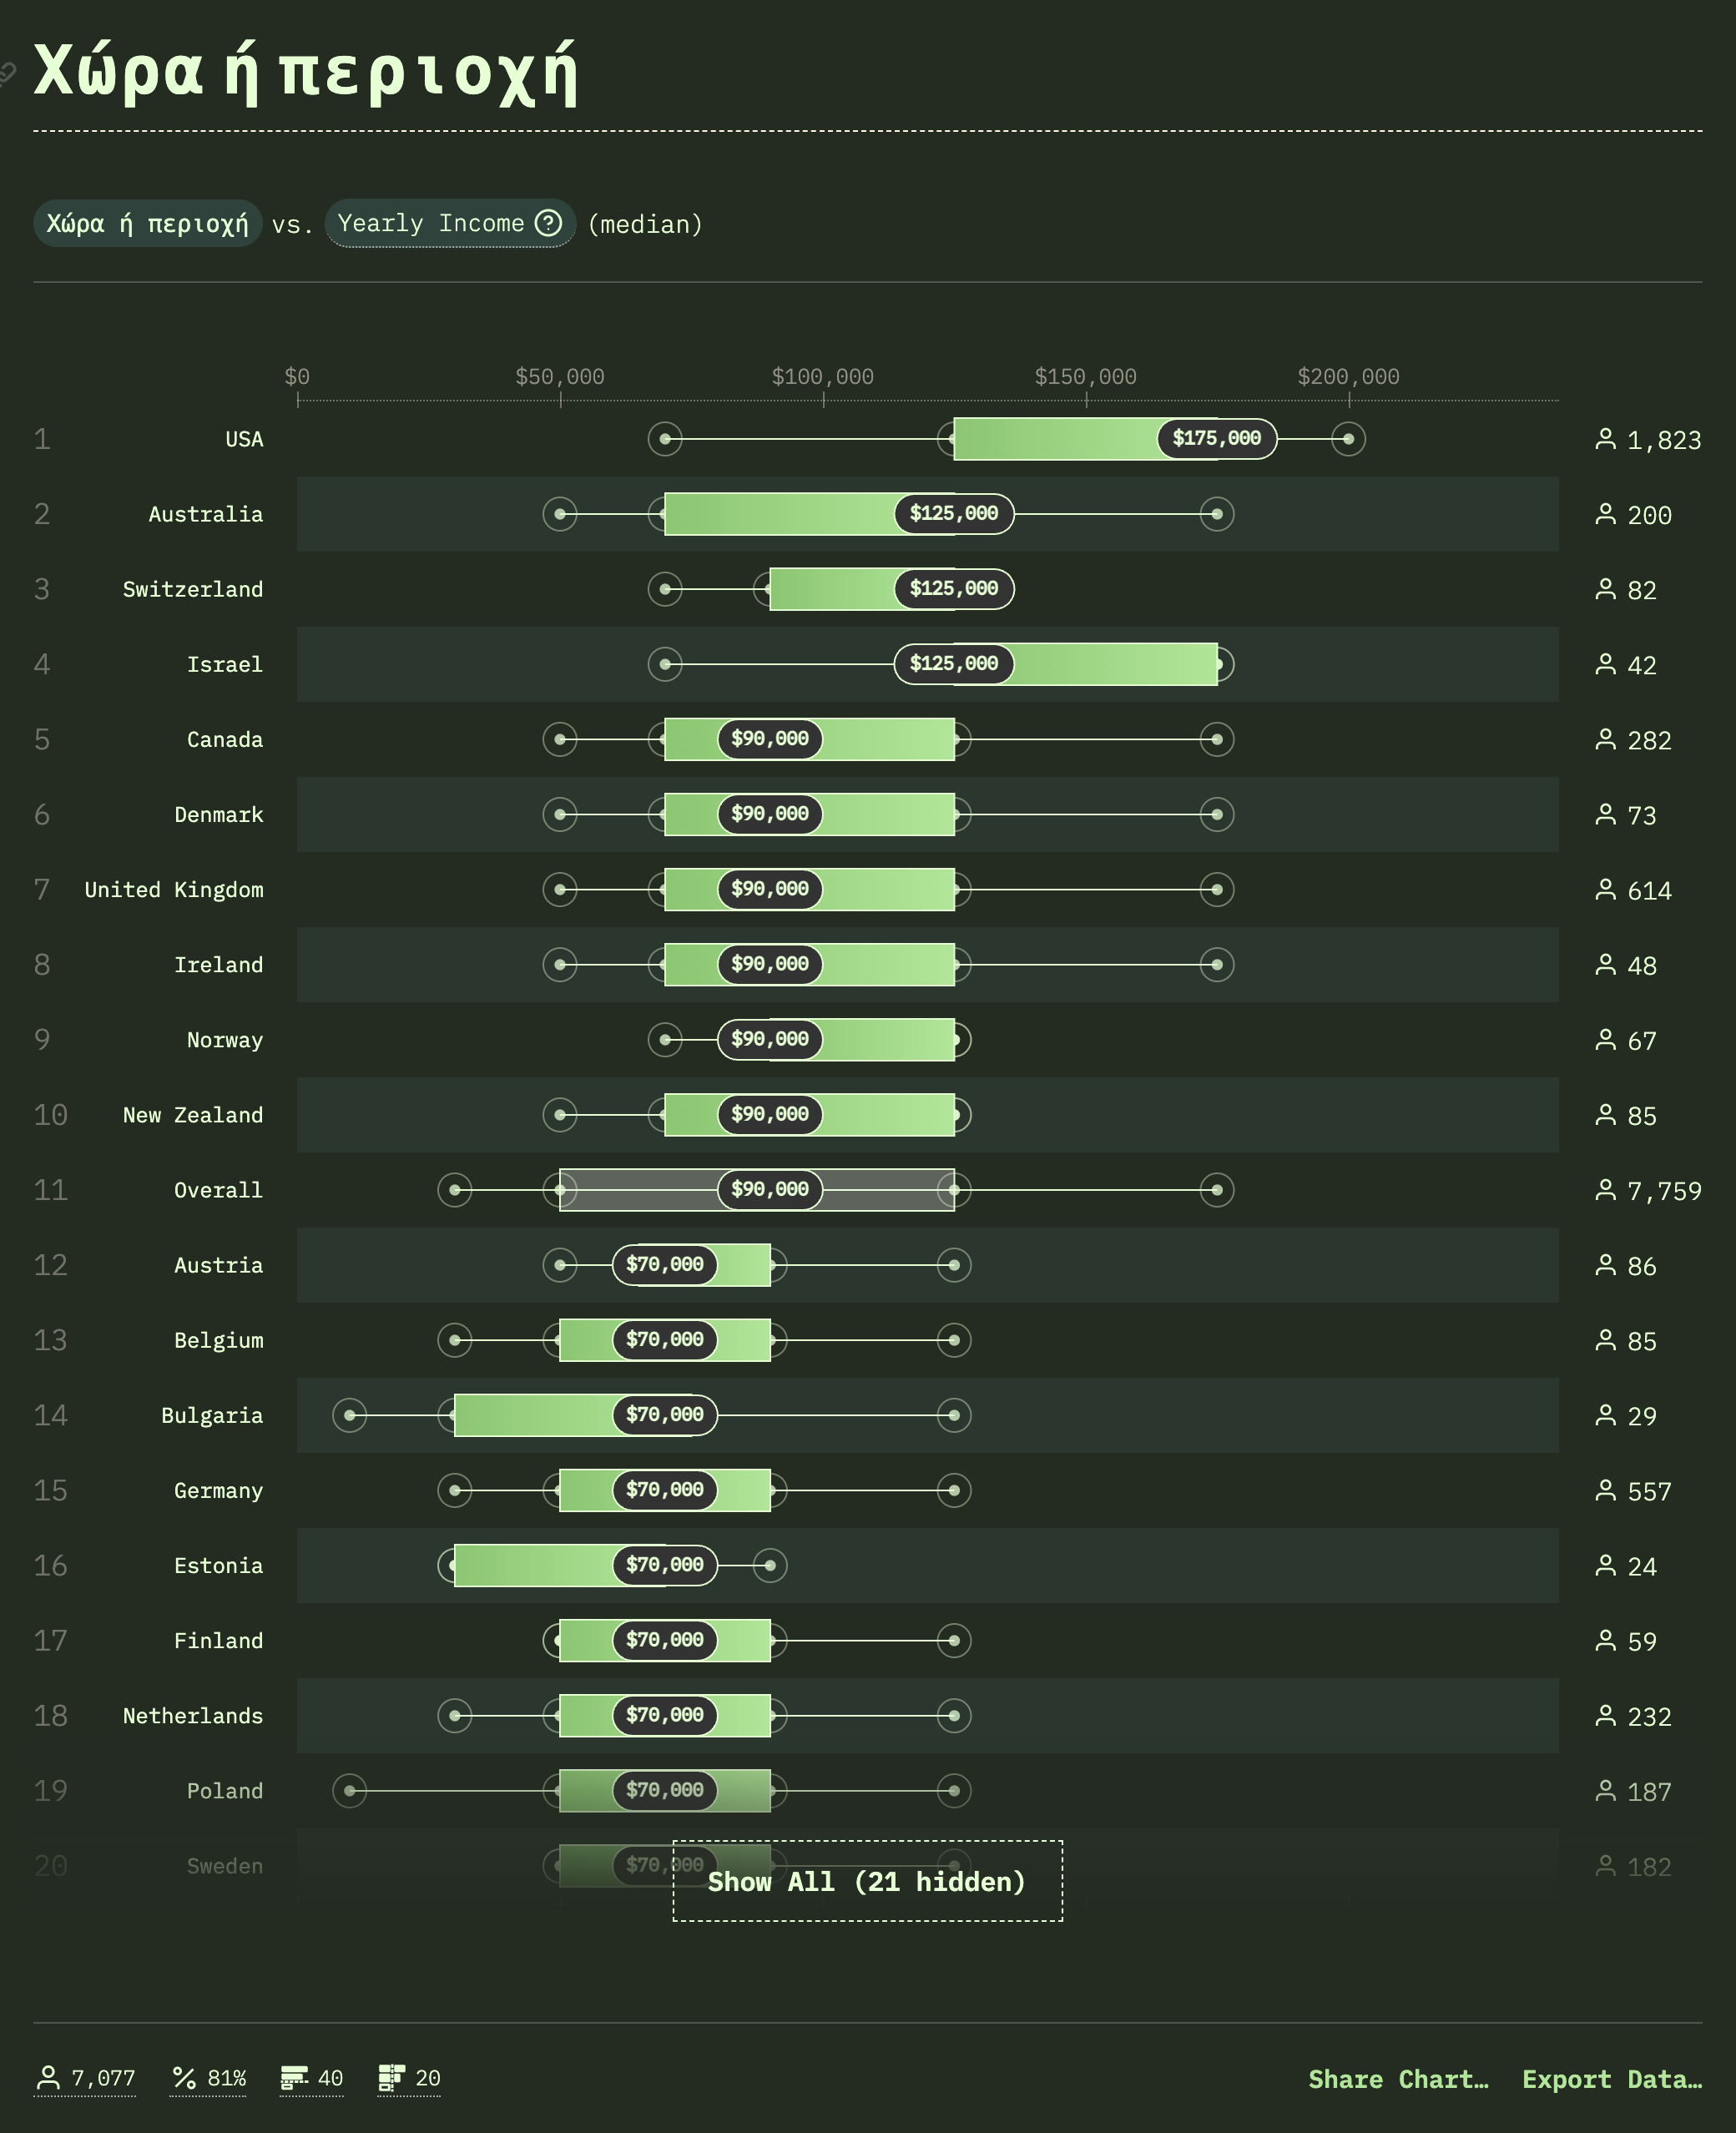 Χώρα ή περιοχή
Χώρα ή περιοχή vs. Yearly Income ? (median)
$0 $50,000 $100,000 $150,000 $200,000
1 USA $175,000 1,823
2 Australia $125,000 200
3 Switzerland $125,000 82
4 Israel $125,000 42
5 Canada $90,000 282
6 Denmark $90,000 73
7 United Kingdom $90,000 614
8 Ireland $90,000 48
9 Norway $90,000 67
10 New Zealand $90,000 85
11 Overall $90,000 7,759
12 Austria $70,000 86
13 Belgium $70,000 85
14 Bulgaria $70,000 29
15 Germany $70,000 557
16 Estonia $70,000 24
17 Finland $70,000 59
18 Netherlands $70,000 232
19 Poland $70,000 187
20 Sweden $70,000 182
Show All (21 hidden)
7,077 81% 40 20 Share Chart… Export Data…